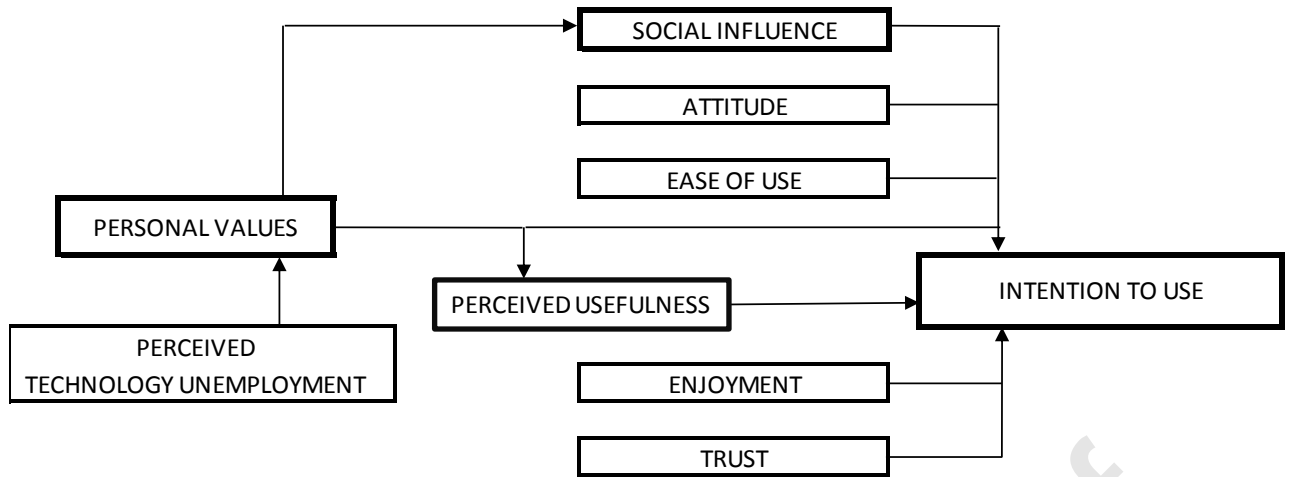 SOCIAL INFLUENCE
ATTITUDE
EASE OF USE
PERSONAL VALUES
PERCEIVED USEFULNESS
INTENTION TO USE
PERCEIVED
TECHNOLOGY UNEMPLOYMENT
ENJOYMENT
TRUST